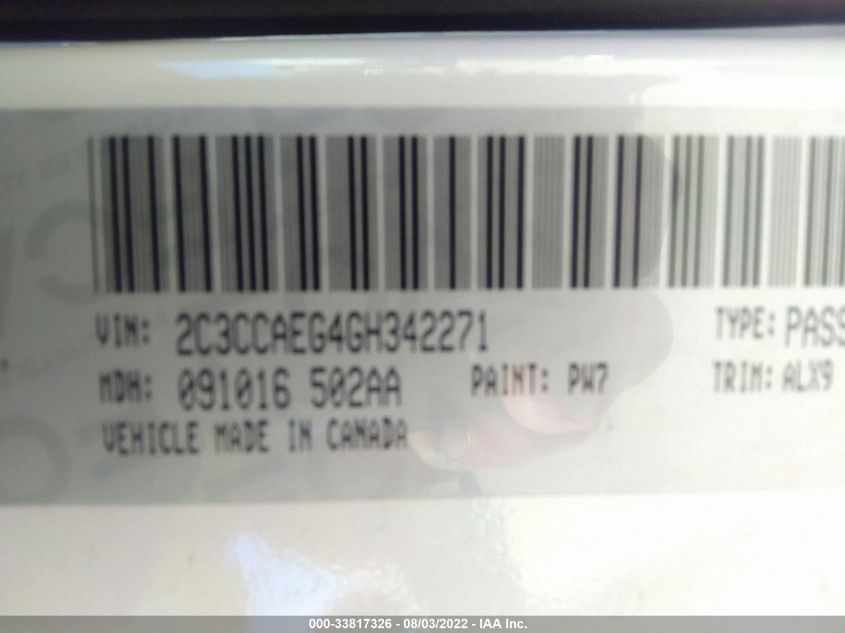 VIN: 2C3CCAEG4GH342271 TYPE: PASS
MDH: 091016 502AA PAINT: PW7 TRIM: ALX9
VEHICLE MADE IN CANADA
000-33817326 - 08/03/2022 - IAA Inc.